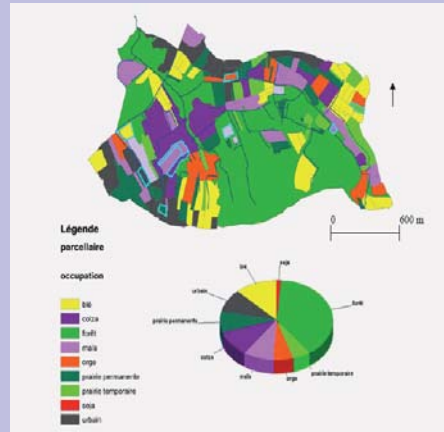 0
600 m
Légende
parcellaire
occupation
blé
colza
forêt
maïs
orge
prairie permanente
prairie temporaire
soja
urbain
blé
soja
forêt
prairie temporaire
orge
maïs
colza
prairie permanente
urbain